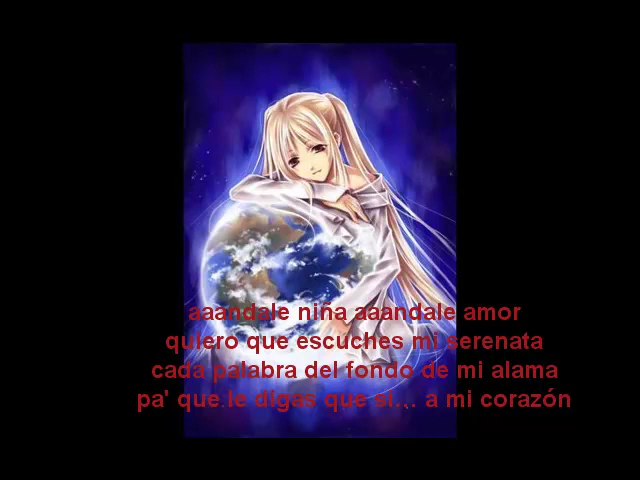 aaandale niña aaandale amor
quiero que escuches mi serenata
cada palabra del fondo de mi alama
pa' que le digas que si... a mi corazón